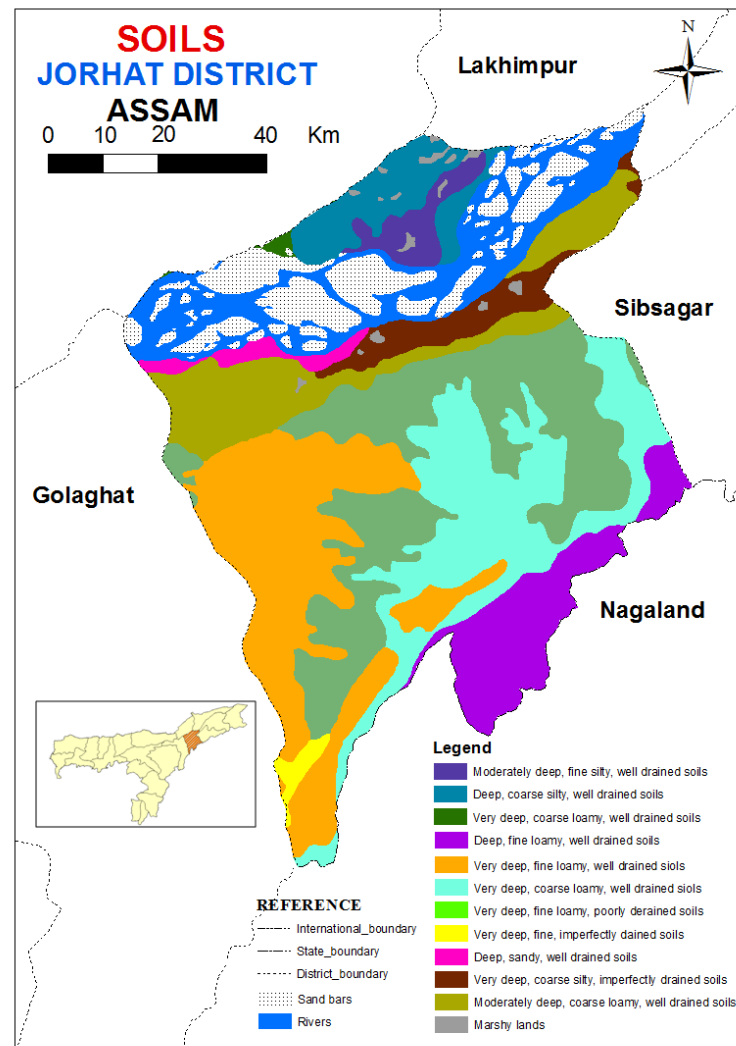 SOILS
JORHAT DISTRICT
ASSAM
0 10 20 40 Km
N
Lakhimpur
Sibsagar
Golaghat
Nagaland
Legend
Moderately deep, fine silty, well drained soils
Deep, coarse silty, well drained soils
Very deep, coarse loamy, well drained soils
Deep, fine loamy, well drained soils
Very deep, fine loamy, well drained siols
Very deep, coarse loamy, well drained siols
Very deep, fine loamy, poorly derained soils
Very deep, fine, imperfectly dained soils
Deep, sandy, well drained soils
Very deep, coarse silty, imperfectly drained soils
Moderately deep, coarse loamy, well drained soils
Marshy lands
REFERENCE
International_boundary
State_boundary
District_boundary
Sand bars
Rivers